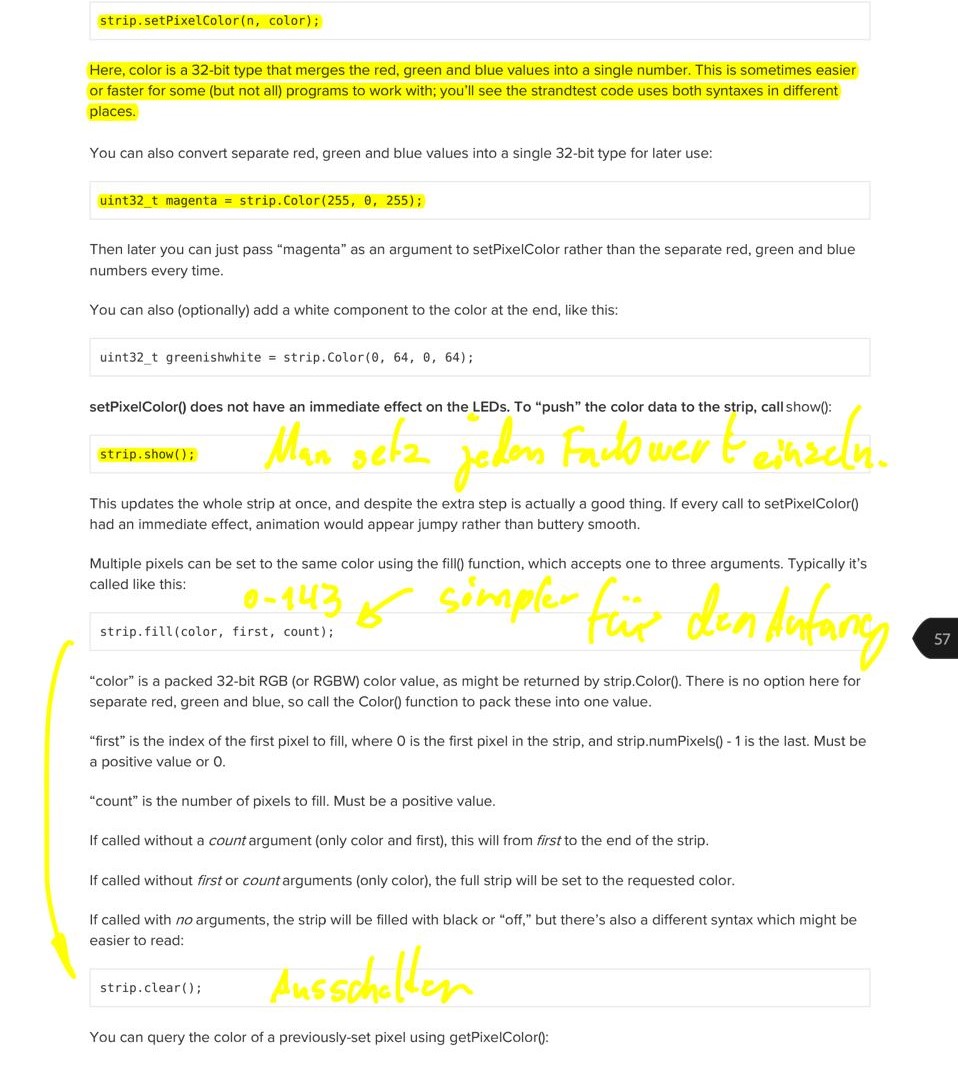 strip.setPixelColor(n, color);
Here, color is a 32-bit type that merges the red, green and blue values into a single number. This is sometimes easier
or faster for some (but not all) programs to work with; you’ll see the strandtest code uses both syntaxes in different
places.
You can also convert separate red, green and blue values into a single 32-bit type for later use:
uint32_t magenta = strip.Color(255, 0, 255);
Then later you can just pass “magenta” as an argument to setPixelColor rather than the separate red, green and blue
numbers every time.
You can also (optionally) add a white component to the color at the end, like this:
uint32_t greenishwhite = strip.Color(0, 64, 0, 64);
setPixelColor() does not have an immediate effect on the LEDs. To “push” the color data to the strip, call show():
strip.show(); Man setz jeden Farbwert einzeln.
This updates the whole strip at once, and despite the extra step is actually a good thing. If every call to setPixelColor()
had an immediate effect, animation would appear jumpy rather than buttery smooth.
Multiple pixels can be set to the same color using the fill() function, which accepts one to three arguments. Typically it’s
called like this:
0-143 simpler für den Anfang
strip.fill(color, first, count);
57
“color” is a packed 32-bit RGB (or RGBW) color value, as might be returned by strip.Color(). There is no option here for
separate red, green and blue, so call the Color() function to pack these into one value.
“first” is the index of the first pixel to fill, where 0 is the first pixel in the strip, and strip.numPixels() - 1 is the last. Must be
a positive value or 0.
“count” is the number of pixels to fill. Must be a positive value.
If called without a count argument (only color and first), this will from first to the end of the strip.
If called without first or count arguments (only color), the full strip will be set to the requested color.
If called with no arguments, the strip will be filled with black or “off,” but there’s also a different syntax which might be
easier to read:
strip.clear(); Ausschalten
You can query the color of a previously-set pixel using getPixelColor():